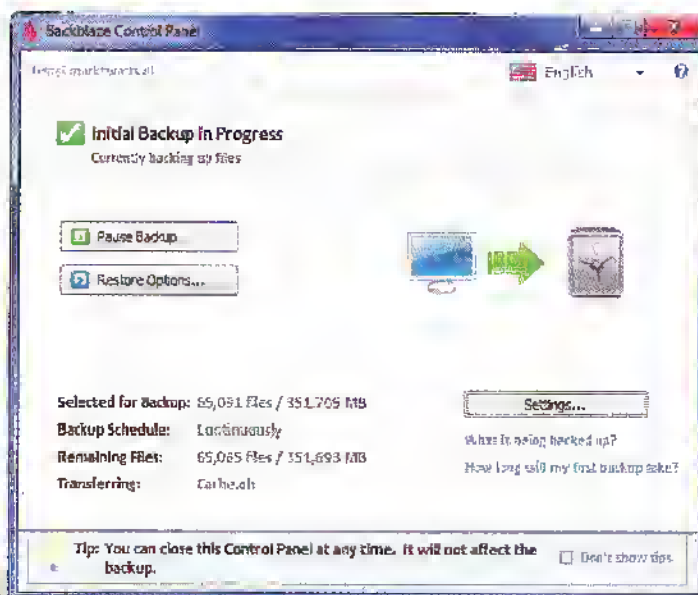 Backblaze Control Panel
English
Initial Backup in Progress
Currently backing up files
Pause Backup
Restore Options...
Selected for Backup: 65,091 files / 351,705 MB
Settings...
Backup Schedule: Continuously
What is being backed up?
Remaining Files: 65,085 files / 351,693 MB
How long will my first backup take?
Transferring:
Tip: You can close this Control Panel at any time. It will not affect the
backup.
Don't show tips